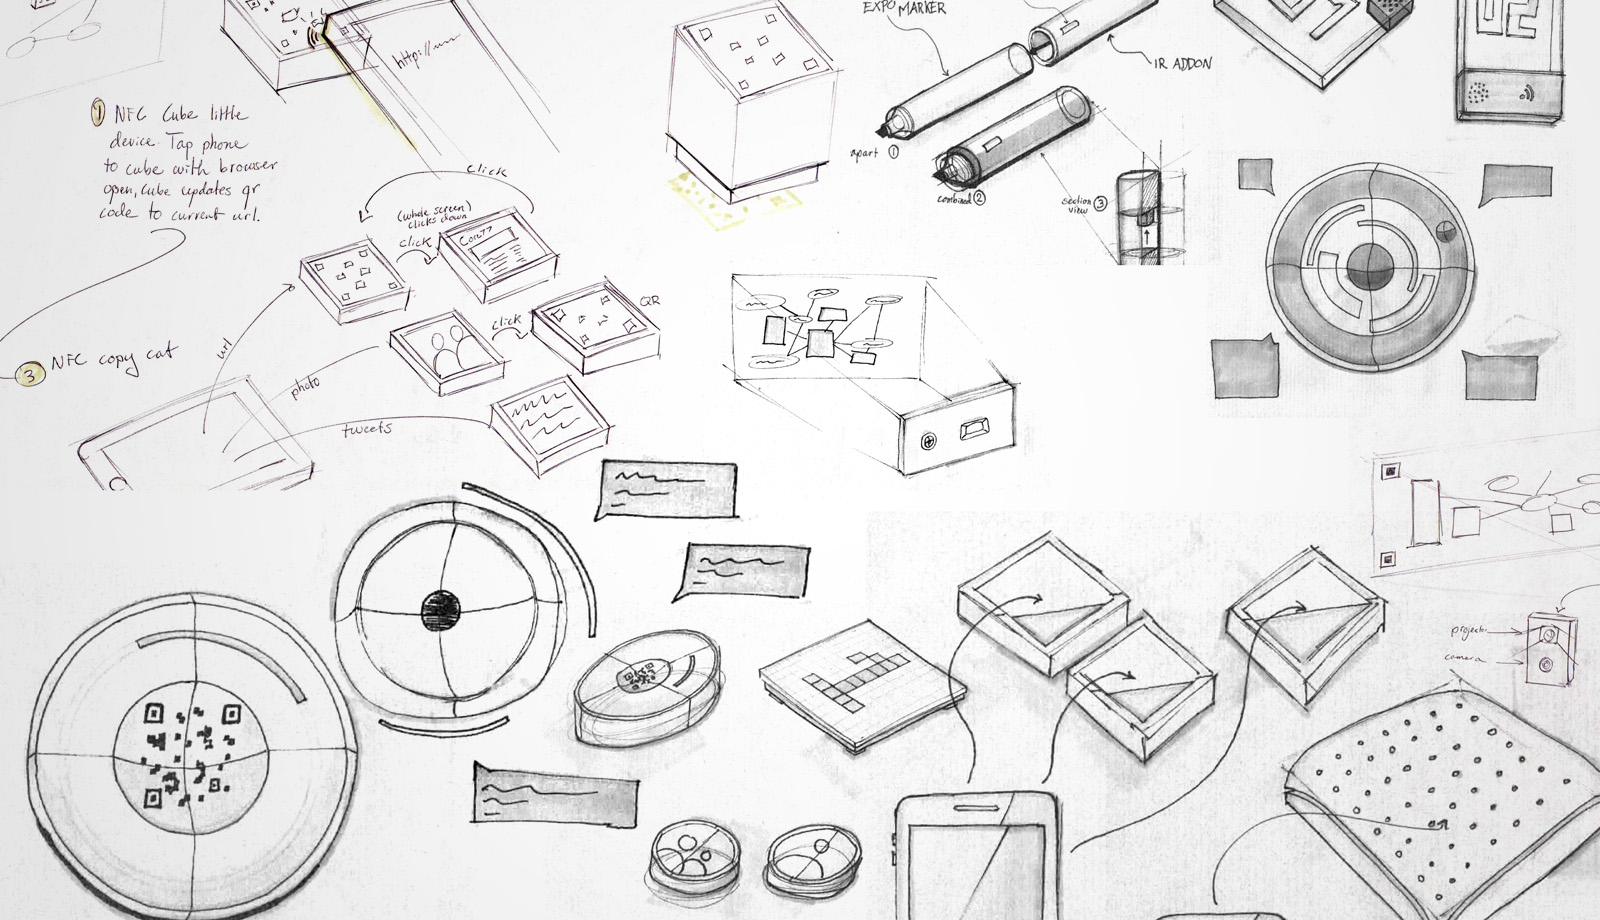 http://
EXPO MARKER
IR ADDON
① NFC Cube little
device. Tap phone
to cube with browser
open, cube updates qr
code to current url.
apart ①
combined ②
section
view ③
click
(whole screen)
clicks down
click
click
QR
③ NFC copy cat
url
photo
tweets
projector
camera